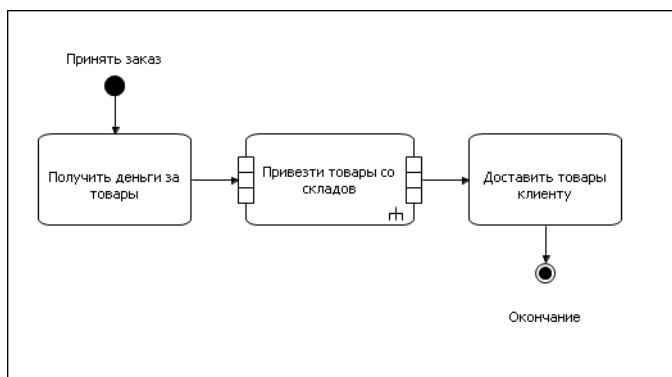 Принять заказ
Получить деньги за
товары
Привезти товары со
складов
Доставить товары
клиенту
Окончание